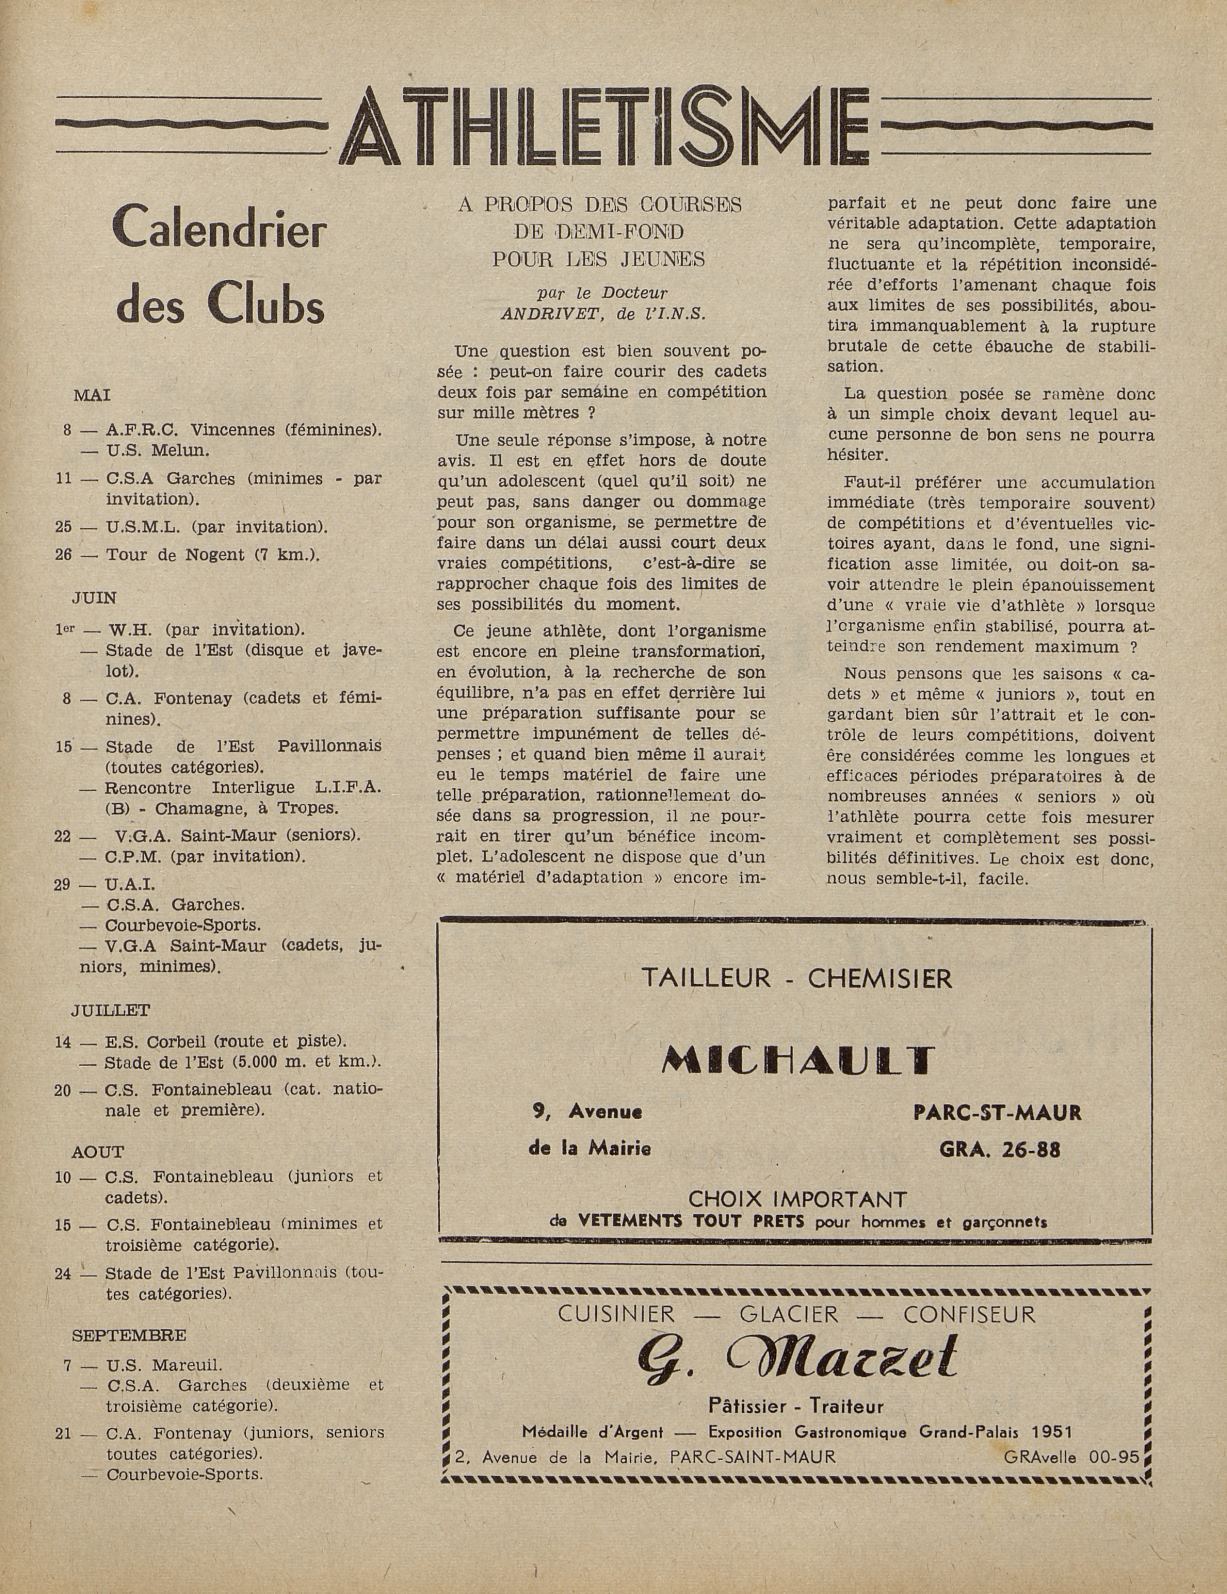 ATHLETISME
Calendrier
des Clubs
MAI
8 — A.F.R.C. Vincennes (féminines).
— U.S. Melun.
11 — C.S.A Garches (minimes - par
invitation).
25 — U.S.M.L. (par invitation).
26 — Tour de Nogent (7 km.).
JUIN
1er — W.H. (par invitation).
— Stade de l'Est (disque et jave-
lot).
8 — C.A. Fontenay (cadets et fémi-
nines).
15 — Stade de l'Est Pavillonnais
(toutes catégories).
— Rencontre Interligue L.I.F.A.
(B) - Chamagne, à Tropes.
22 — V.G.A. Saint-Maur (seniors).
— C.P.M. (par invitation).
29 — U.A.I.
— C.S.A. Garches.
— Courbevoie-Sports.
— V.G.A Saint-Maur (cadets, ju-
niors, minimes).
JUILLET
14 — E.S. Corbeil (route et piste).
— Stade de l'Est (5.000 m. et km.).
20 — C.S. Fontainebleau (cat. natio-
nale et première).
AOUT
10 — C.S. Fontainebleau (juniors et
cadets).
15 — C.S. Fontainebleau (minimes et
troisième catégorie).
24 — Stade de l'Est Pavillonnais (tou-
tes catégories).
SEPTEMBRE
7 — U.S. Mareuil.
— C.S.A. Garches (deuxième et
troisième catégorie).
21 — C.A. Fontenay (juniors, seniors
toutes catégories).
— Courbevoie-Sports.
A PROPOS DES COURSES
DE DEMI-FOND
POUR LES JEUNES
par le Docteur
ANDRIVET, de l'I.N.S.
Une question est bien souvent po-
sée : peut-on faire courir des cadets
deux fois par semaine en compétition
sur mille mètres ?
Une seule réponse s'impose, à notre
avis. Il est en effet hors de doute
qu'un adolescent (quel qu'il soit) ne
peut pas, sans danger ou dommage
pour son organisme, se permettre de
faire dans un délai aussi court deux
vraies compétitions, c'est-à-dire se
rapprocher chaque fois des limites de
ses possibilités du moment.
Ce jeune athlète, dont l'organisme
est encore en pleine transformation,
en évolution, à la recherche de son
équilibre, n'a pas en effet derrière lui
une préparation suffisante pour se
permettre impunément de telles dé-
penses ; et quand bien même il aurait
eu le temps matériel de faire une
telle préparation, rationnellement do-
sée dans sa progression, il ne pour-
rait en tirer qu'un bénéfice incom-
plet. L'adolescent ne dispose que d'un
« matériel d'adaptation » encore im-
parfait et ne peut donc faire une
véritable adaptation. Cette adaptation
ne sera qu'incomplète, temporaire,
fluctuante et la répétition inconsidé-
rée d'efforts l'amenant chaque fois
aux limites de ses possibilités, abou-
tira immanquablement à la rupture
brutale de cette ébauche de stabili-
sation.
La question posée se ramène donc
à un simple choix devant lequel au-
cune personne de bon sens ne pourra
hésiter.
Faut-il préférer une accumulation
immédiate (très temporaire souvent)
de compétitions et d'éventuelles vic-
toires ayant, dans le fond, une signi-
fication asse limitée, ou doit-on sa-
voir attendre le plein épanouissement
d'une « vraie vie d'athlète » lorsque
l'organisme enfin stabilisé, pourra at-
teindre son rendement maximum ?
Nous pensons que les saisons « ca-
dets » et même « juniors », tout en
gardant bien sûr l'attrait et le con-
trôle de leurs compétitions, doivent
êre considérées comme les longues et
efficaces périodes préparatoires à de
nombreuses années « seniors » où
l'athlète pourra cette fois mesurer
vraiment et complètement ses possi-
bilités définitives. Le choix est donc,
nous semble-t-il, facile.
TAILLEUR - CHEMISIER
MICHAULT
9, Avenue PARC-ST-MAUR
de la Mairie GRA. 26-88
CHOIX IMPORTANT
de VETEMENTS TOUT PRETS pour hommes et garçonnets
CUISINIER — GLACIER — CONFISEUR
G. Marzet
Pâtissier - Traiteur
Médaille d'Argent — Exposition Gastronomique Grand-Palais 1951
2, Avenue de la Mairie, PARC-SAINT-MAUR GRAvelle 00-95